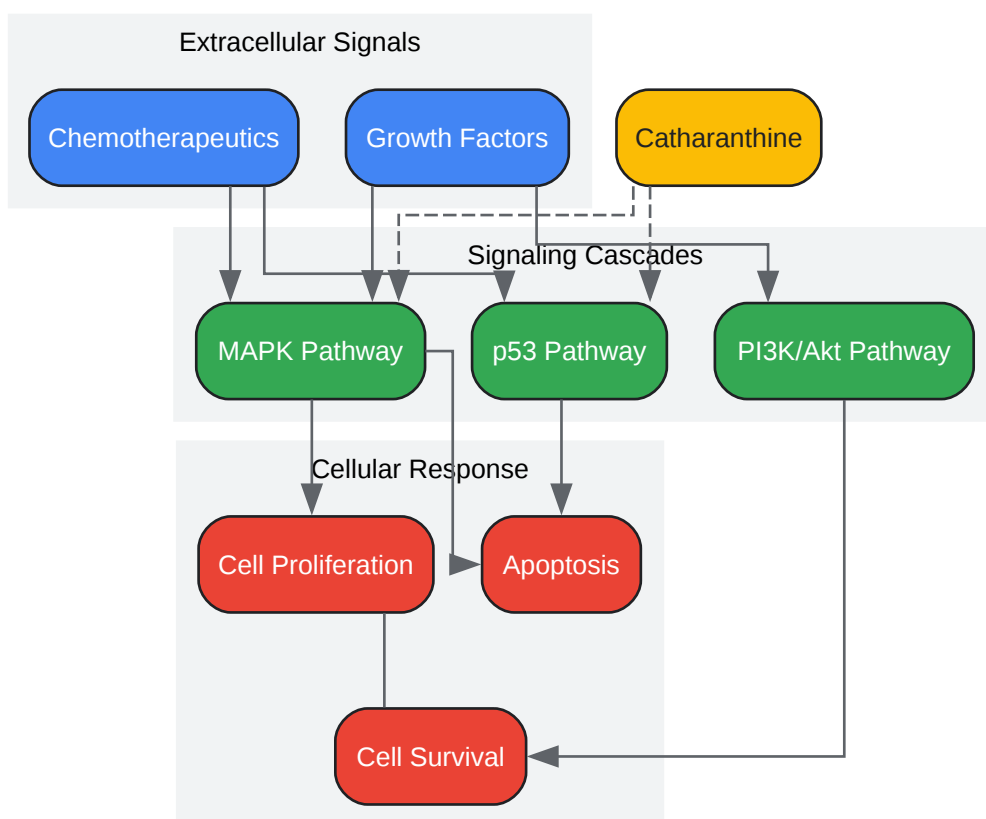 Extracellular Signals
Chemotherapeutics
Growth Factors
Catharanthine
Signaling Cascades
MAPK Pathway
p53 Pathway
PI3K/Akt Pathway
Cellular Response
Cell Proliferation
Apoptosis
Cell Survival